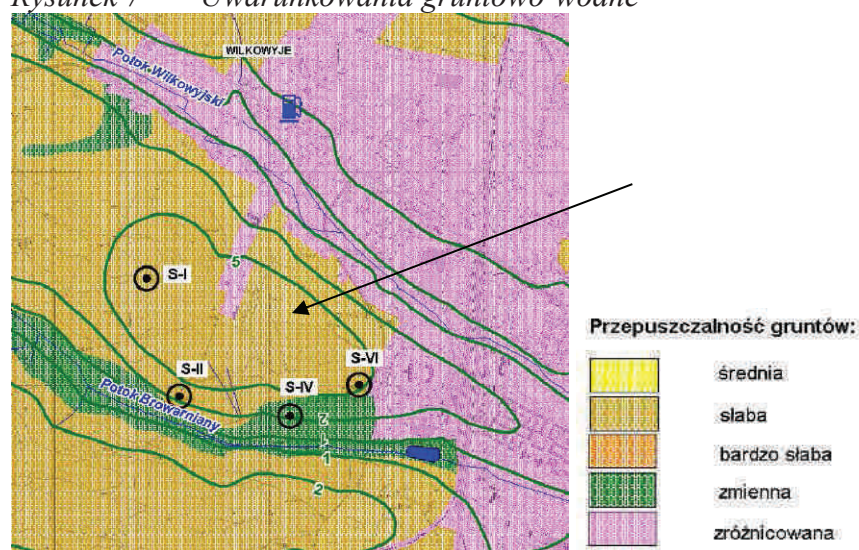 Rysunek 7 Uwarunkowania gruntowo-wodne
WILKOWYJE
Potok Wilkowyjski
5
S-I
S-II
S-VI
S-IV
2
Potok Browarniany
1
1
2
Przepuszczalność gruntów:
średnia
słaba
bardzo słaba
zmienna
zróżnicowana